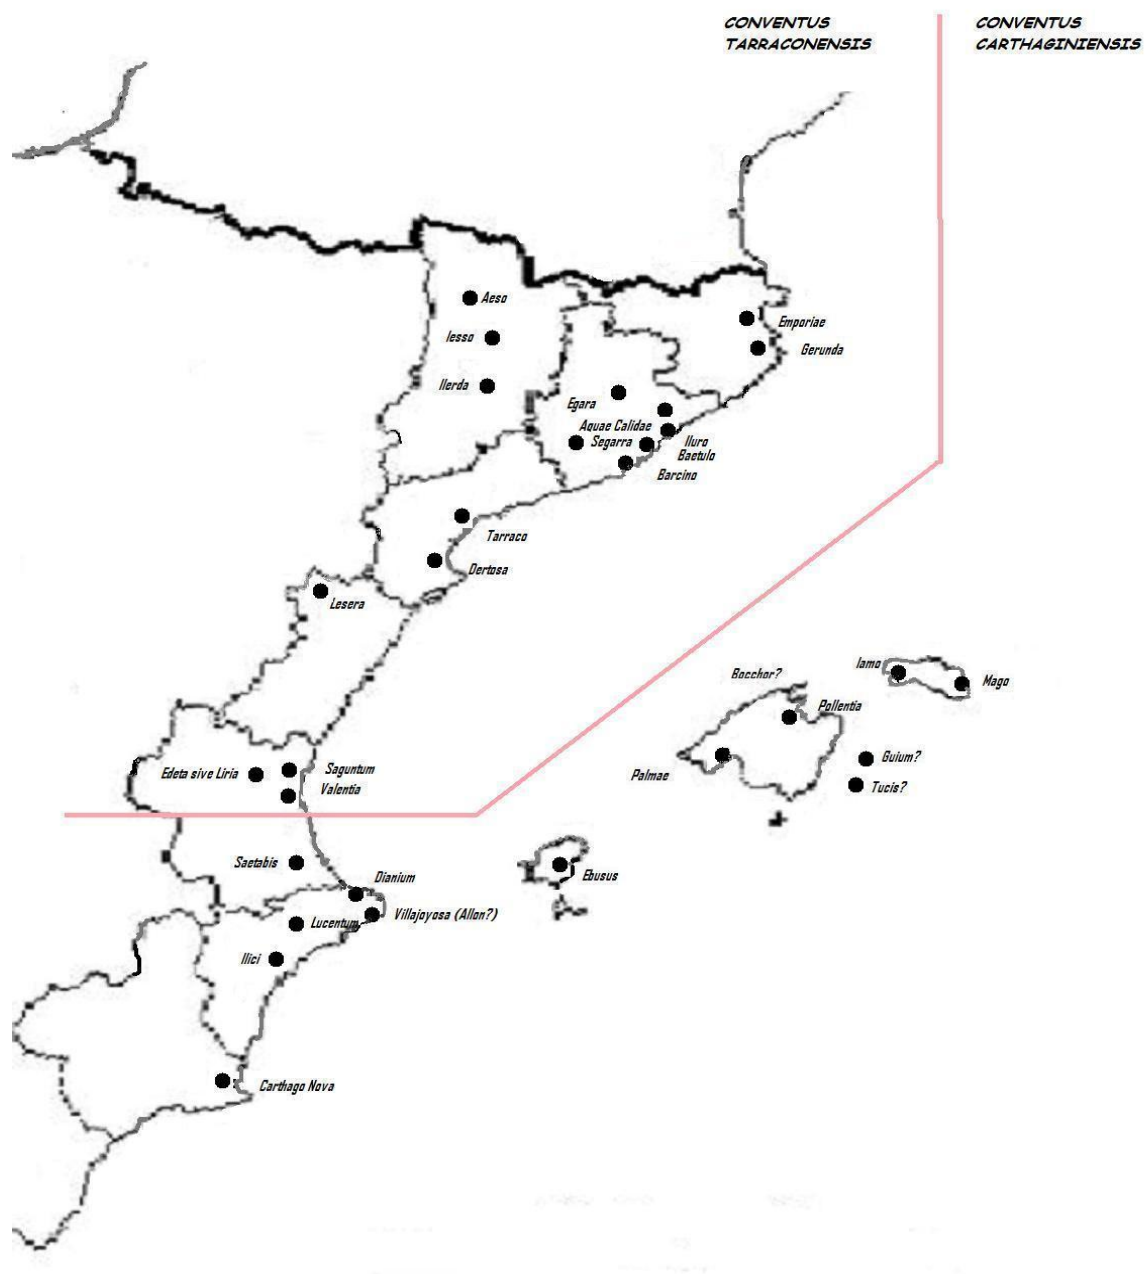 CONVENTUS
TARRACONENSIS
CONVENTUS
CARTHAGINIENSIS
Aeso
Iesso
Ilerda
Emporiae
Gerunda
Egara
Aquae Calidae
Segarra
Iluro
Baetulo
Barcino
Tarraco
Dertosa
Lesera
Iamo
Mago
Bocchor?
Pollentia
Palmae
Guium?
Tucis?
Edeta sive Liria
Saguntum
Valentia
Saetabis
Dianium
Ebusus
Lucentum
Villajoyosa (Allon?)
Ilici
Carthago Nova